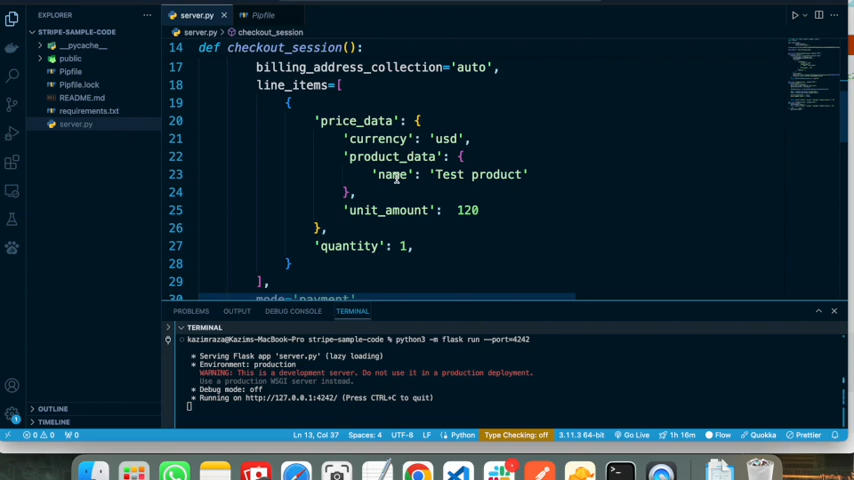 EXPLORER
···
server.py
Pipfile
STRIPE-SAMPLE-CODE
__pycache__
public
Pipfile
Pipfile.lock
README.md
requirements.txt
server.py
server.py > checkout_session
14 def checkout_session():
17 billing_address_collection='auto',
18 line_items=[
19 {
20 'price_data': {
21 'currency': 'usd',
22 'product_data': {
23 'name': 'Test product'
24 },
25 'unit_amount':  120
26 },
27 'quantity': 1,
28 }
29 ],
30 mode='payment'
PROBLEMS OUTPUT DEBUG CONSOLE TERMINAL
TERMINAL
kazimraza@Kazims-MacBook-Pro stripe-sample-code % python3 -m flask run --port=4242
* Serving Flask app 'server.py' (lazy loading)
* Environment: production
WARNING: This is a development server. Do not use it in a production deployment.
Use a production WSGI server instead.
* Debug mode: off
* Running on http://127.0.0.1:4242/ (Press CTRL+C to quit)
OUTLINE
TIMELINE
1
0 0 0 Ln 13, Col 37 Spaces: 4 UTF-8 LF Python Type Checking: off 3.11.3 64-bit Go Live 1h 16m Flow Quokka Prettier